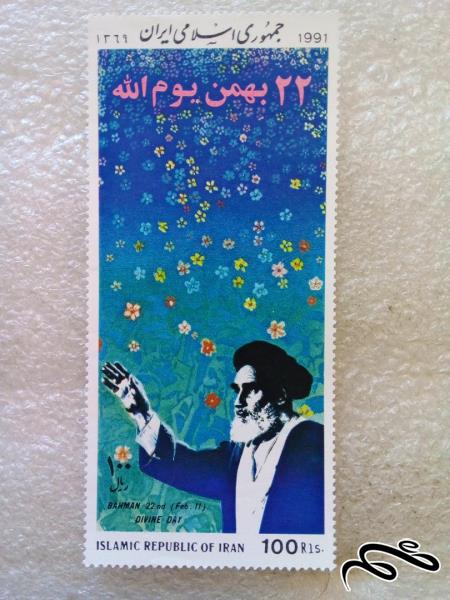 ۱۳۶۹ جمهوری اسلامی ایران 1991
۲۲ بهمن یوم الله
۱۰۰
ریال
BAHMAN 22nd (Feb. 11)
DIVINE DAY
ISLAMIC REPUBLIC OF IRAN 100 Rls.